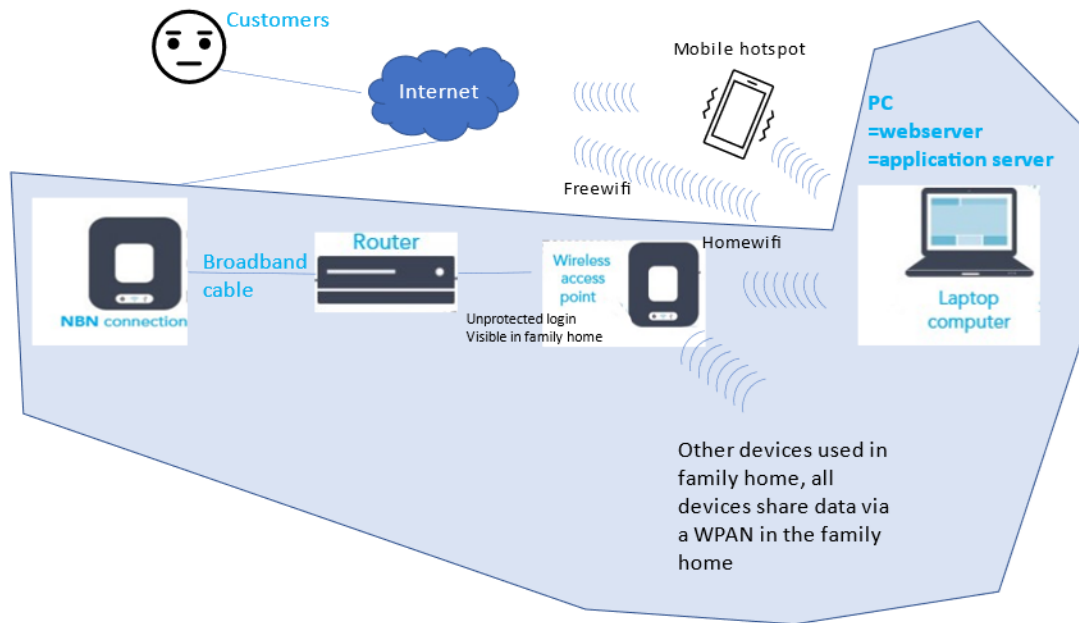 Customers
Internet
Mobile hotspot
PC
=webserver
=application server
Freewifi
NBN connection
Broadband
cable
Router
Unprotected login
Visible in family home
Wireless
access
point
Homewifi
Laptop
computer
Other devices used in
family home, all
devices share data via
a WPAN in the family
home